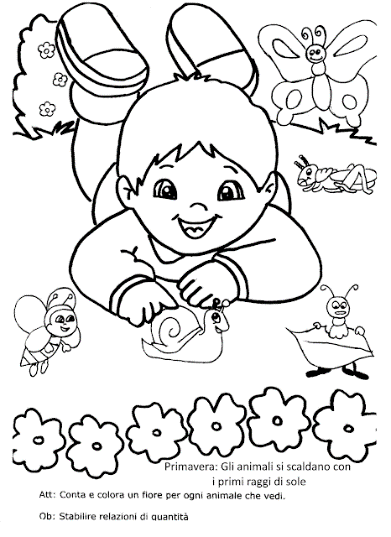 Primavera: Gli animali si scaldano con
i primi raggi di sole
Att: Conta e colora un fiore per ogni animale che vedi.
Ob: Stabilire relazioni di quantità